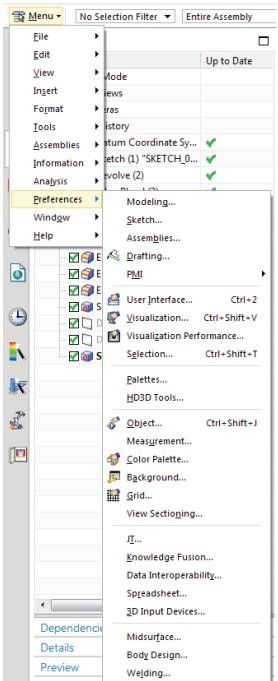 Menu
No Selection Filter
Entire Assembly
File
Edit
View
Insert
Format
Tools
Assemblies
Information
Analysis
Preferences
Window
Help
Up to Date
Mode
ews
eras
istory
atum Coordinate Sy...
etch (1) "SKETCH_0...
evolve (2)
E
E
E
S
D
D
S
Modeling...
Sketch...
Assemblies...
Drafting...
PMI
User Interface... Ctrl+2
Visualization... Ctrl+Shift+V
Visualization Performance...
Selection... Ctrl+Shift+T
Palettes...
HD3D Tools...
Object... Ctrl+Shift+J
Measurement...
Color Palette...
Background...
Grid...
View Sectioning...
JT...
Knowledge Fusion...
Data Interoperability...
Spreadsheet...
3D Input Devices...
Midsurface...
Body Design...
Welding...
Dependencie
Details
Preview